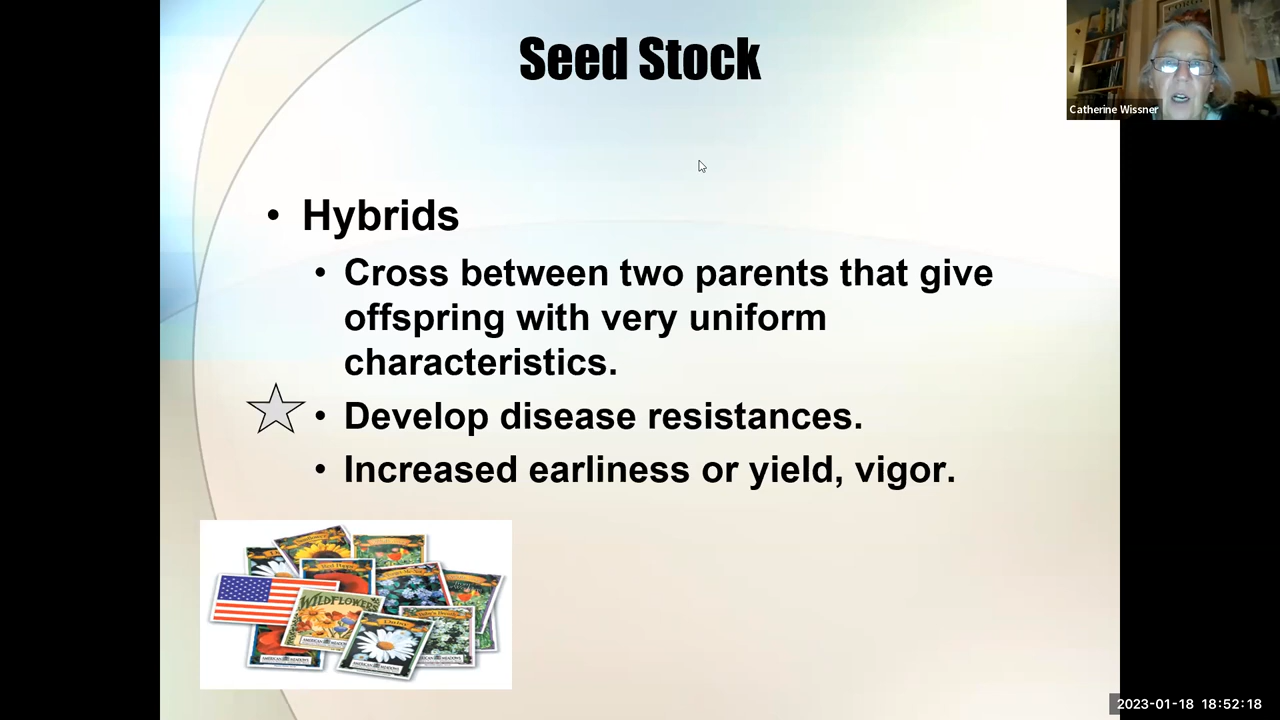 Seed Stock
Catherine Wissner
• Hybrids
• Cross between two parents that give
offspring with very uniform
characteristics.
• Develop disease resistances.
• Increased earliness or yield, vigor.
WILDFLOWERS
2023-01-18 18:52:18